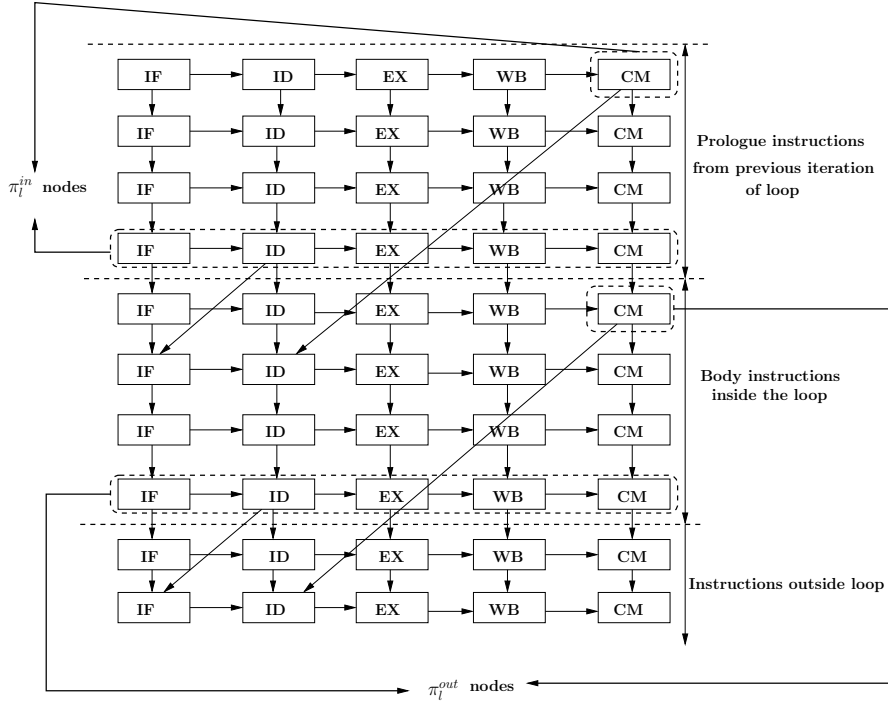 IF ID EX WB CM
IF ID EX WB CM
Prologue instructions
from previous iteration
of loop
IF ID EX WB CM
π_l^{in} nodes
IF ID EX WB CM
IF ID EX WB CM
IF ID EX WB CM
Body instructions
inside the loop
IF ID EX WB CM
IF ID EX WB CM
IF ID EX WB CM
Instructions outside loop
IF ID EX WB CM
π_l^{out} nodes